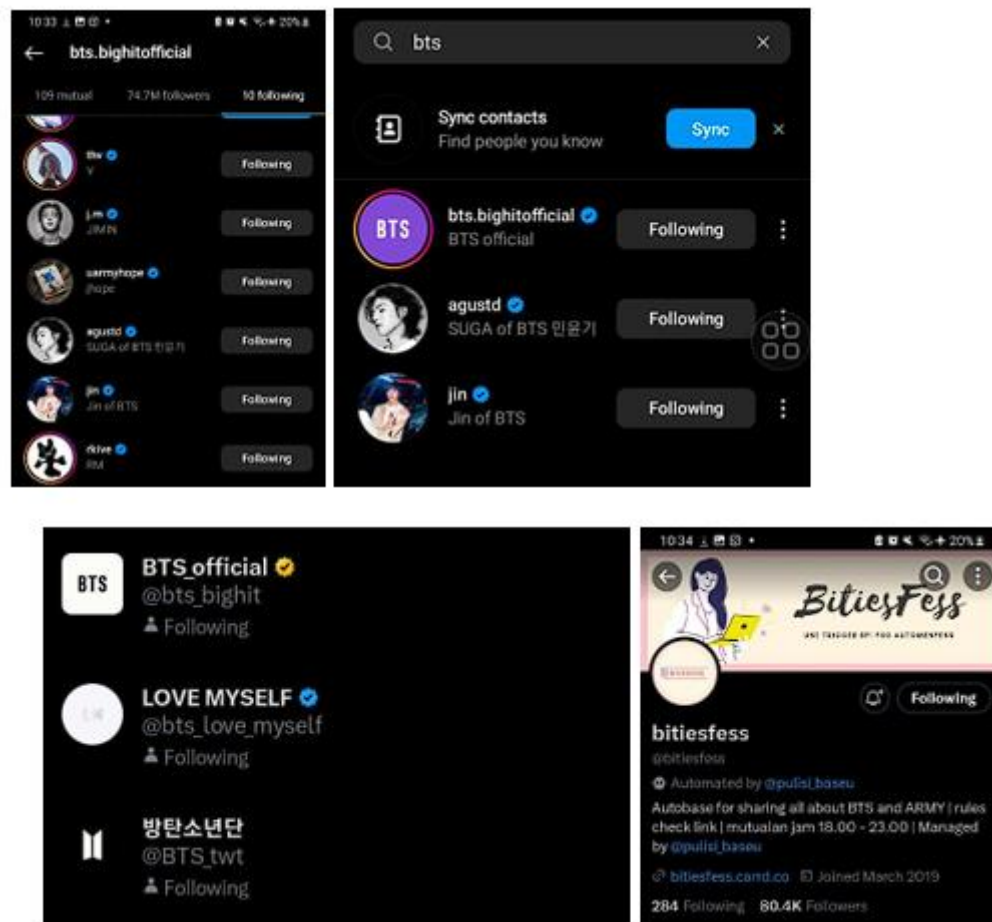 10:33
20%
bts.bighitofficial
109 mutual 74.7M followers 10 following
thv
V
Following
j.m
JIMIN
Following
uarmyhope
jhope
Following
agustd
SUGA of BTS 민윤기
Following
jin
Jin of BTS
Following
rkive
RM
Following
bts
Sync contacts
Find people you know
Sync
BTS
bts.bighitofficial
BTS official
Following
agustd
SUGA of BTS 민윤기
Following
jin
Jin of BTS
Following
BTS
BTS_official
@bts_bighit
Following
LOVE MYSELF
@bts_love_myself
Following
방탄소년단
@BTS_twt
Following
10:34
20%
BitiesFess
Following
bitiesfess
@bitiesfess
Automated by @pulisi_baseu
Autobase for sharing all about BTS and ARMY | rules
check link | mutualan jam 18.00 - 23.00 | Managed
by @pulisi_baseu
bitiesfess.carrd.co Joined March 2019
284 Following 80.4K Followers